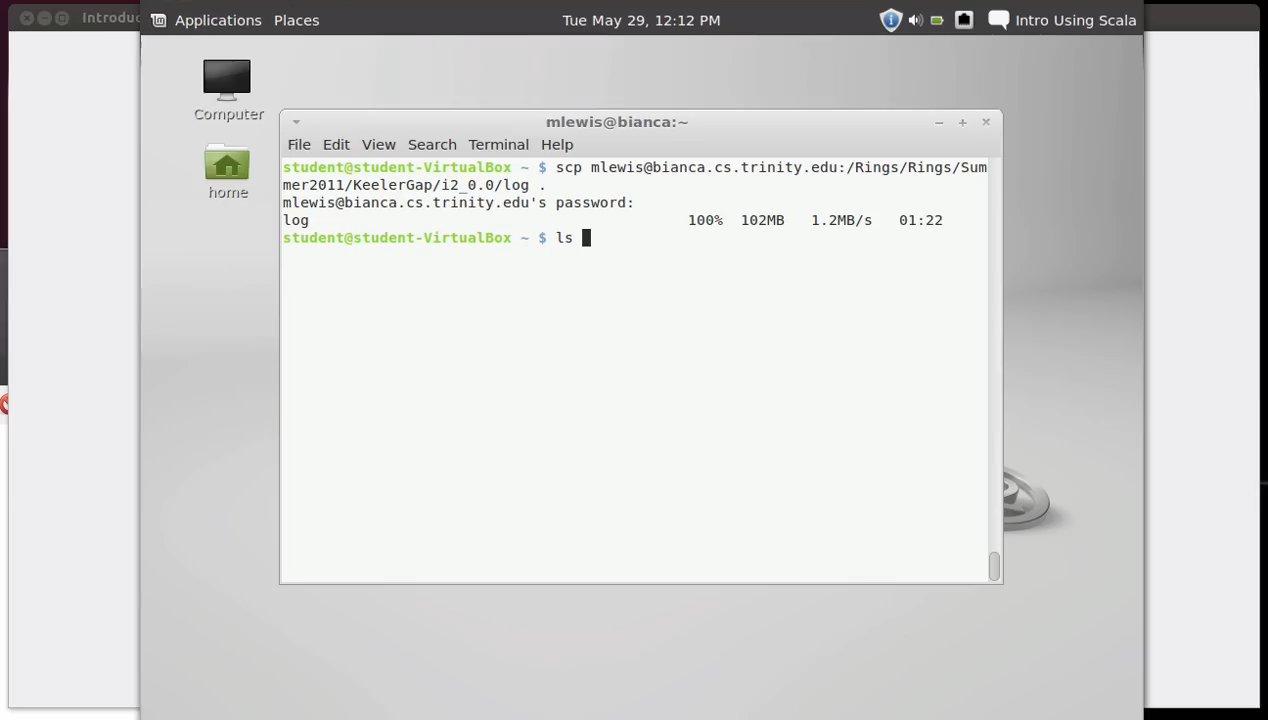 Introduc
Applications Places Tue May 29, 12:12 PM Intro Using Scala
Computer
home
mlewis@bianca:~
File Edit View Search Terminal Help
student@student-VirtualBox ~ $ scp mlewis@bianca.cs.trinity.edu:/Rings/Rings/Sum
mer2011/KeelerGap/i2_0.0/log .
mlewis@bianca.cs.trinity.edu's password:
log 100% 102MB 1.2MB/s 01:22
student@student-VirtualBox ~ $ ls